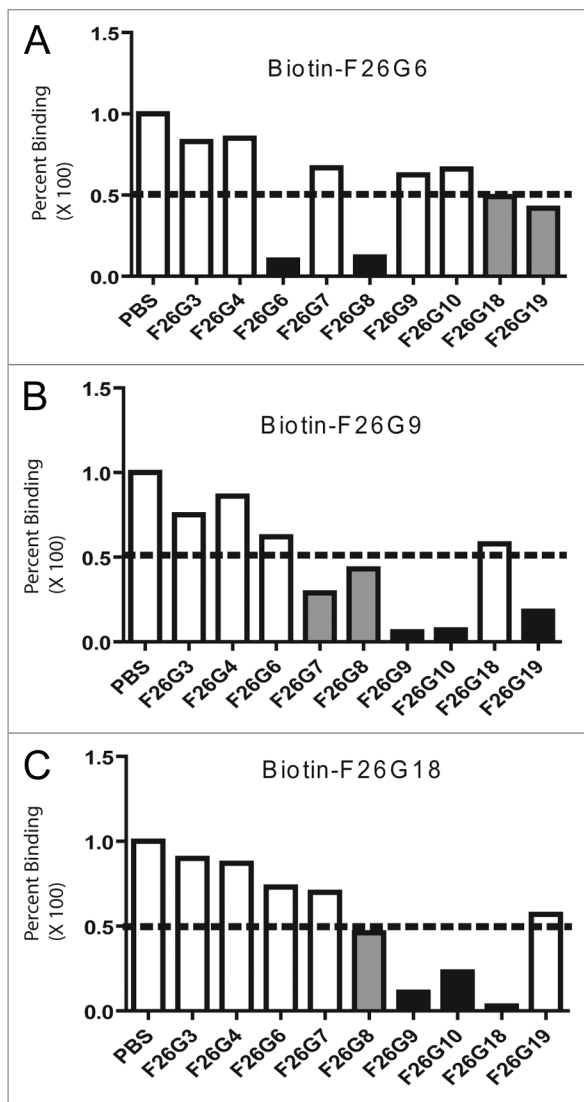 A
Biotin-F26G6
Percent Binding
(X 100)
1.5
1.0
0.5
0.0
PBS
F26G3
F26G4
F26G6
F26G7
F26G8
F26G9
F26G10
F26G18
F26G19
B
Biotin-F26G9
Percent Binding
(X 100)
1.5
1.0
0.5
0.0
PBS
F26G3
F26G4
F26G6
F26G7
F26G8
F26G9
F26G10
F26G18
F26G19
C
Biotin-F26G18
Percent Binding
(X 100)
1.5
1.0
0.5
0.0
PBS
F26G3
F26G4
F26G6
F26G7
F26G8
F26G9
F26G10
F26G18
F26G19